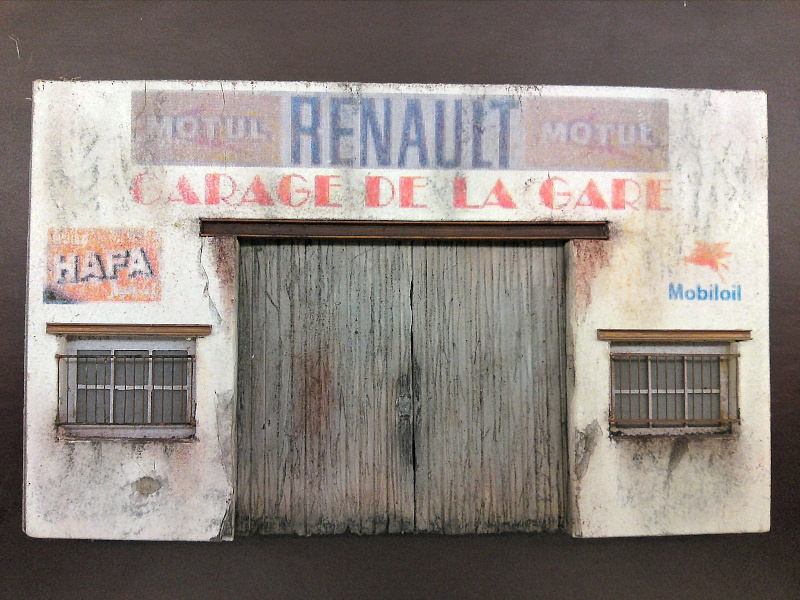 MOTUL RENAULT MOTUL
GARAGE DE LA GARE
HAFA
Mobiloil